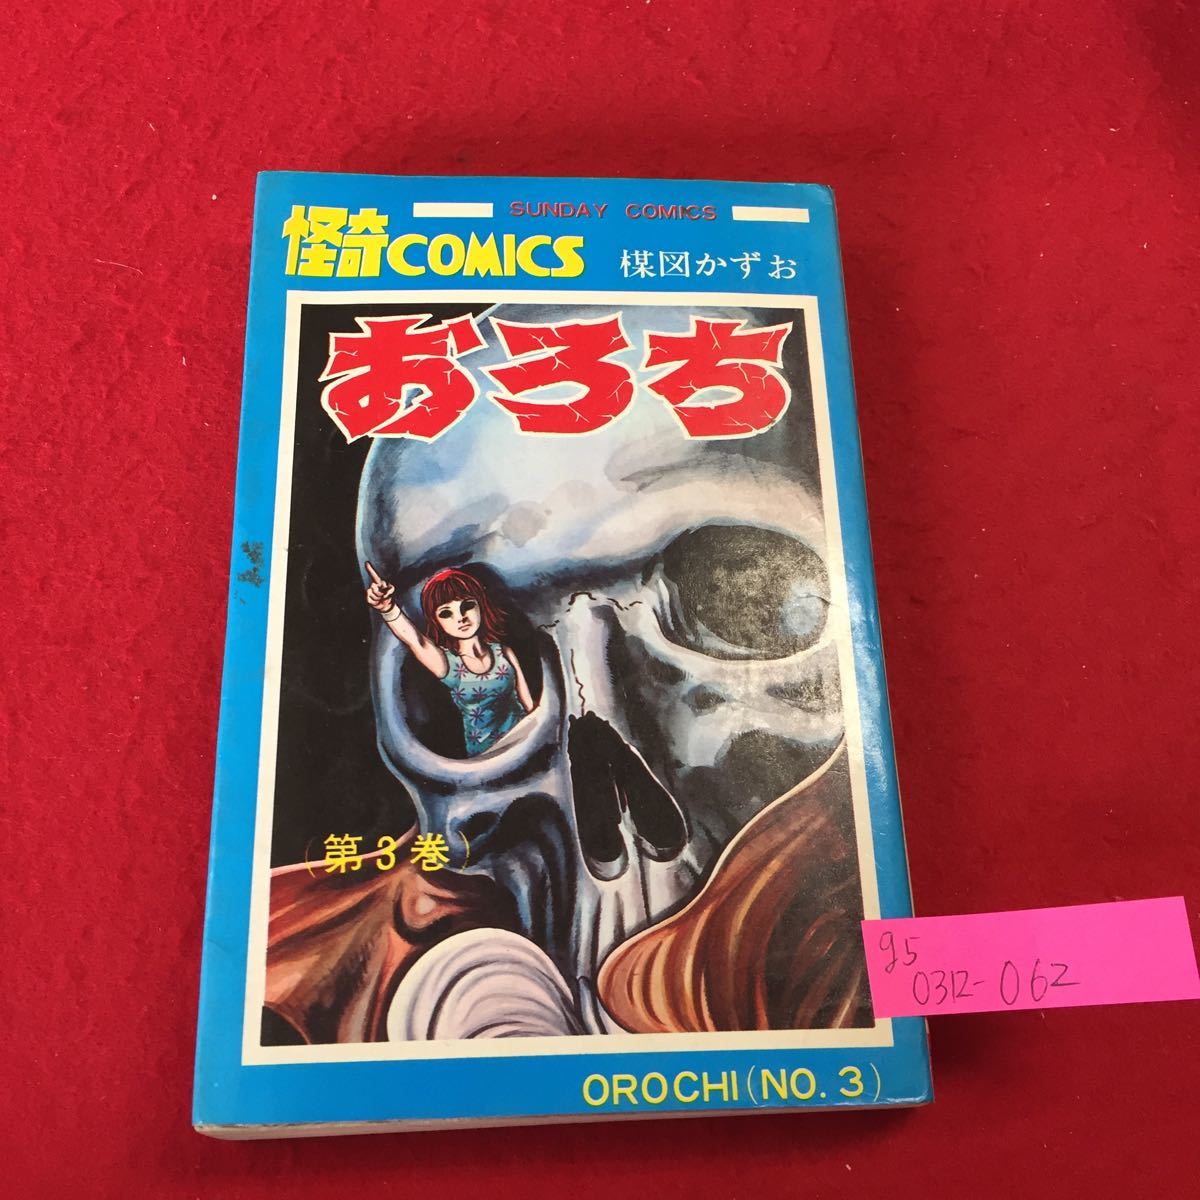 SUNDAY COMICS
怪奇COMICS
楳図かずお
おろち
(第3巻)
g5
0312-062
OROCHI(NO.3)